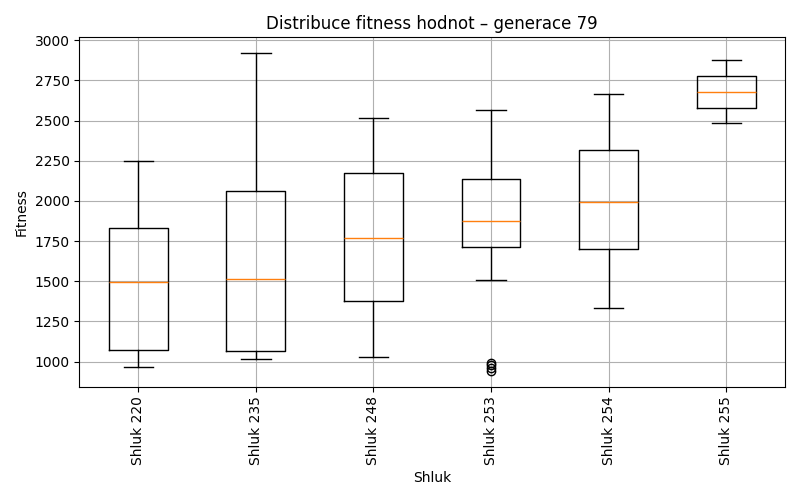 Distribuce fitness hodnot – generace 79
Fitness
3000
2750
2500
2250
2000
1750
1500
1250
1000
Shluk 220
Shluk 235
Shluk 248
Shluk 253
Shluk 254
Shluk 255
Shluk